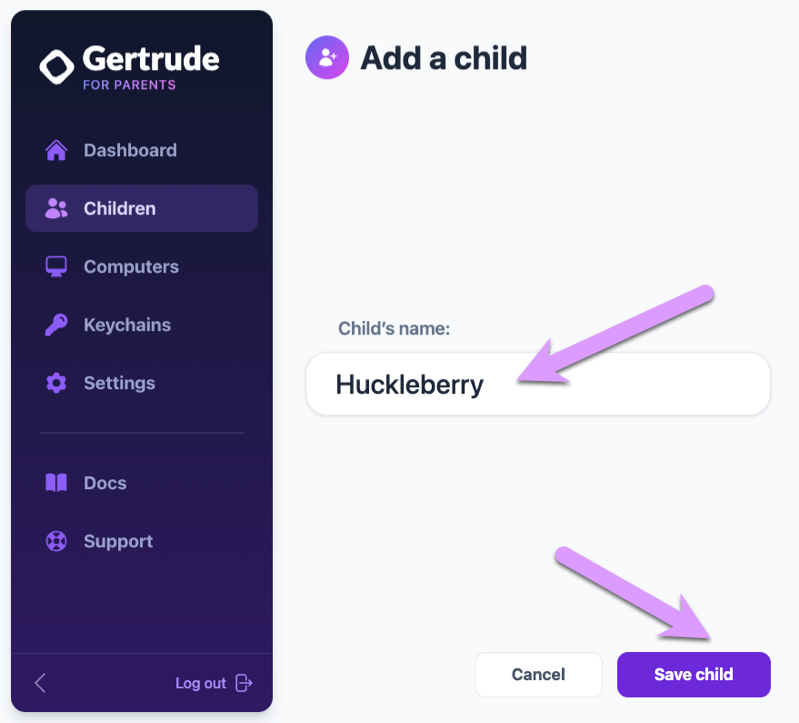 Gertrude
FOR PARENTS
Dashboard
Children
Computers
Keychains
Settings
Docs
Support
Log out
Add a child
Child’s name:
Huckleberry
Cancel
Save child